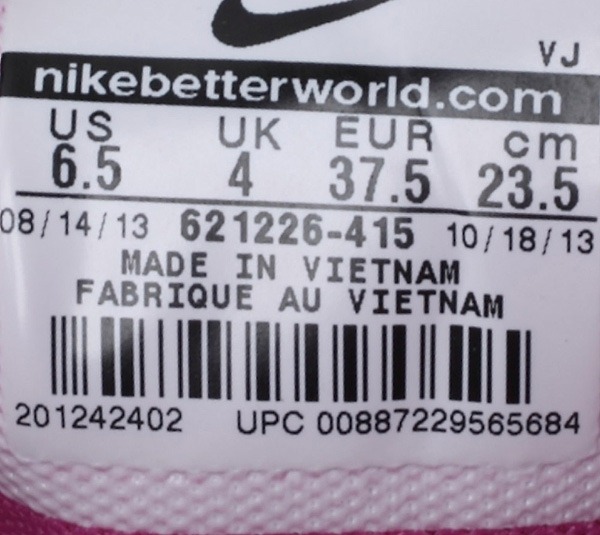 VJ
nikebetterworld.com
US UK EUR cm
6.5 4 37.5 23.5
08/14/13 621226-415 10/18/13
MADE IN VIETNAM
FABRIQUE AU VIETNAM
201242402 UPC 00887229565684